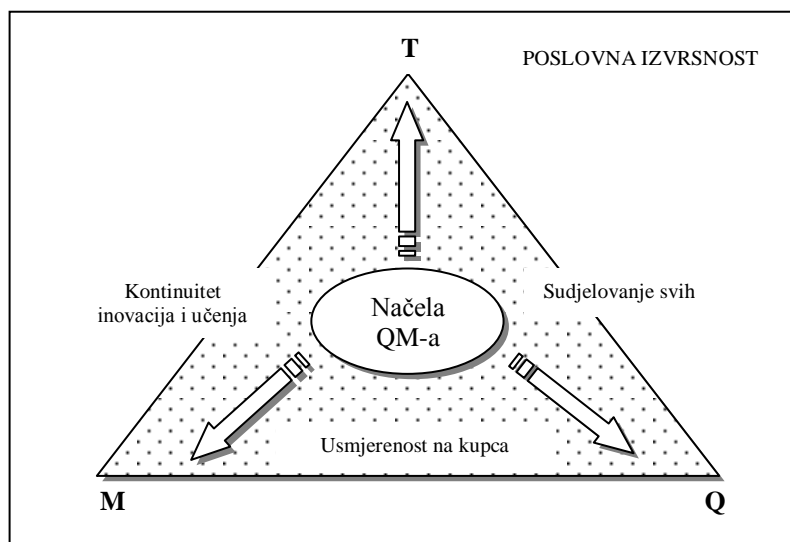 T
POSLOVNA IZVRSNOST
Kontinuitet
inovacija i učenja
Načela
QM-a
Sudjelovanje svih
Usmjerenost na kupca
M
Q